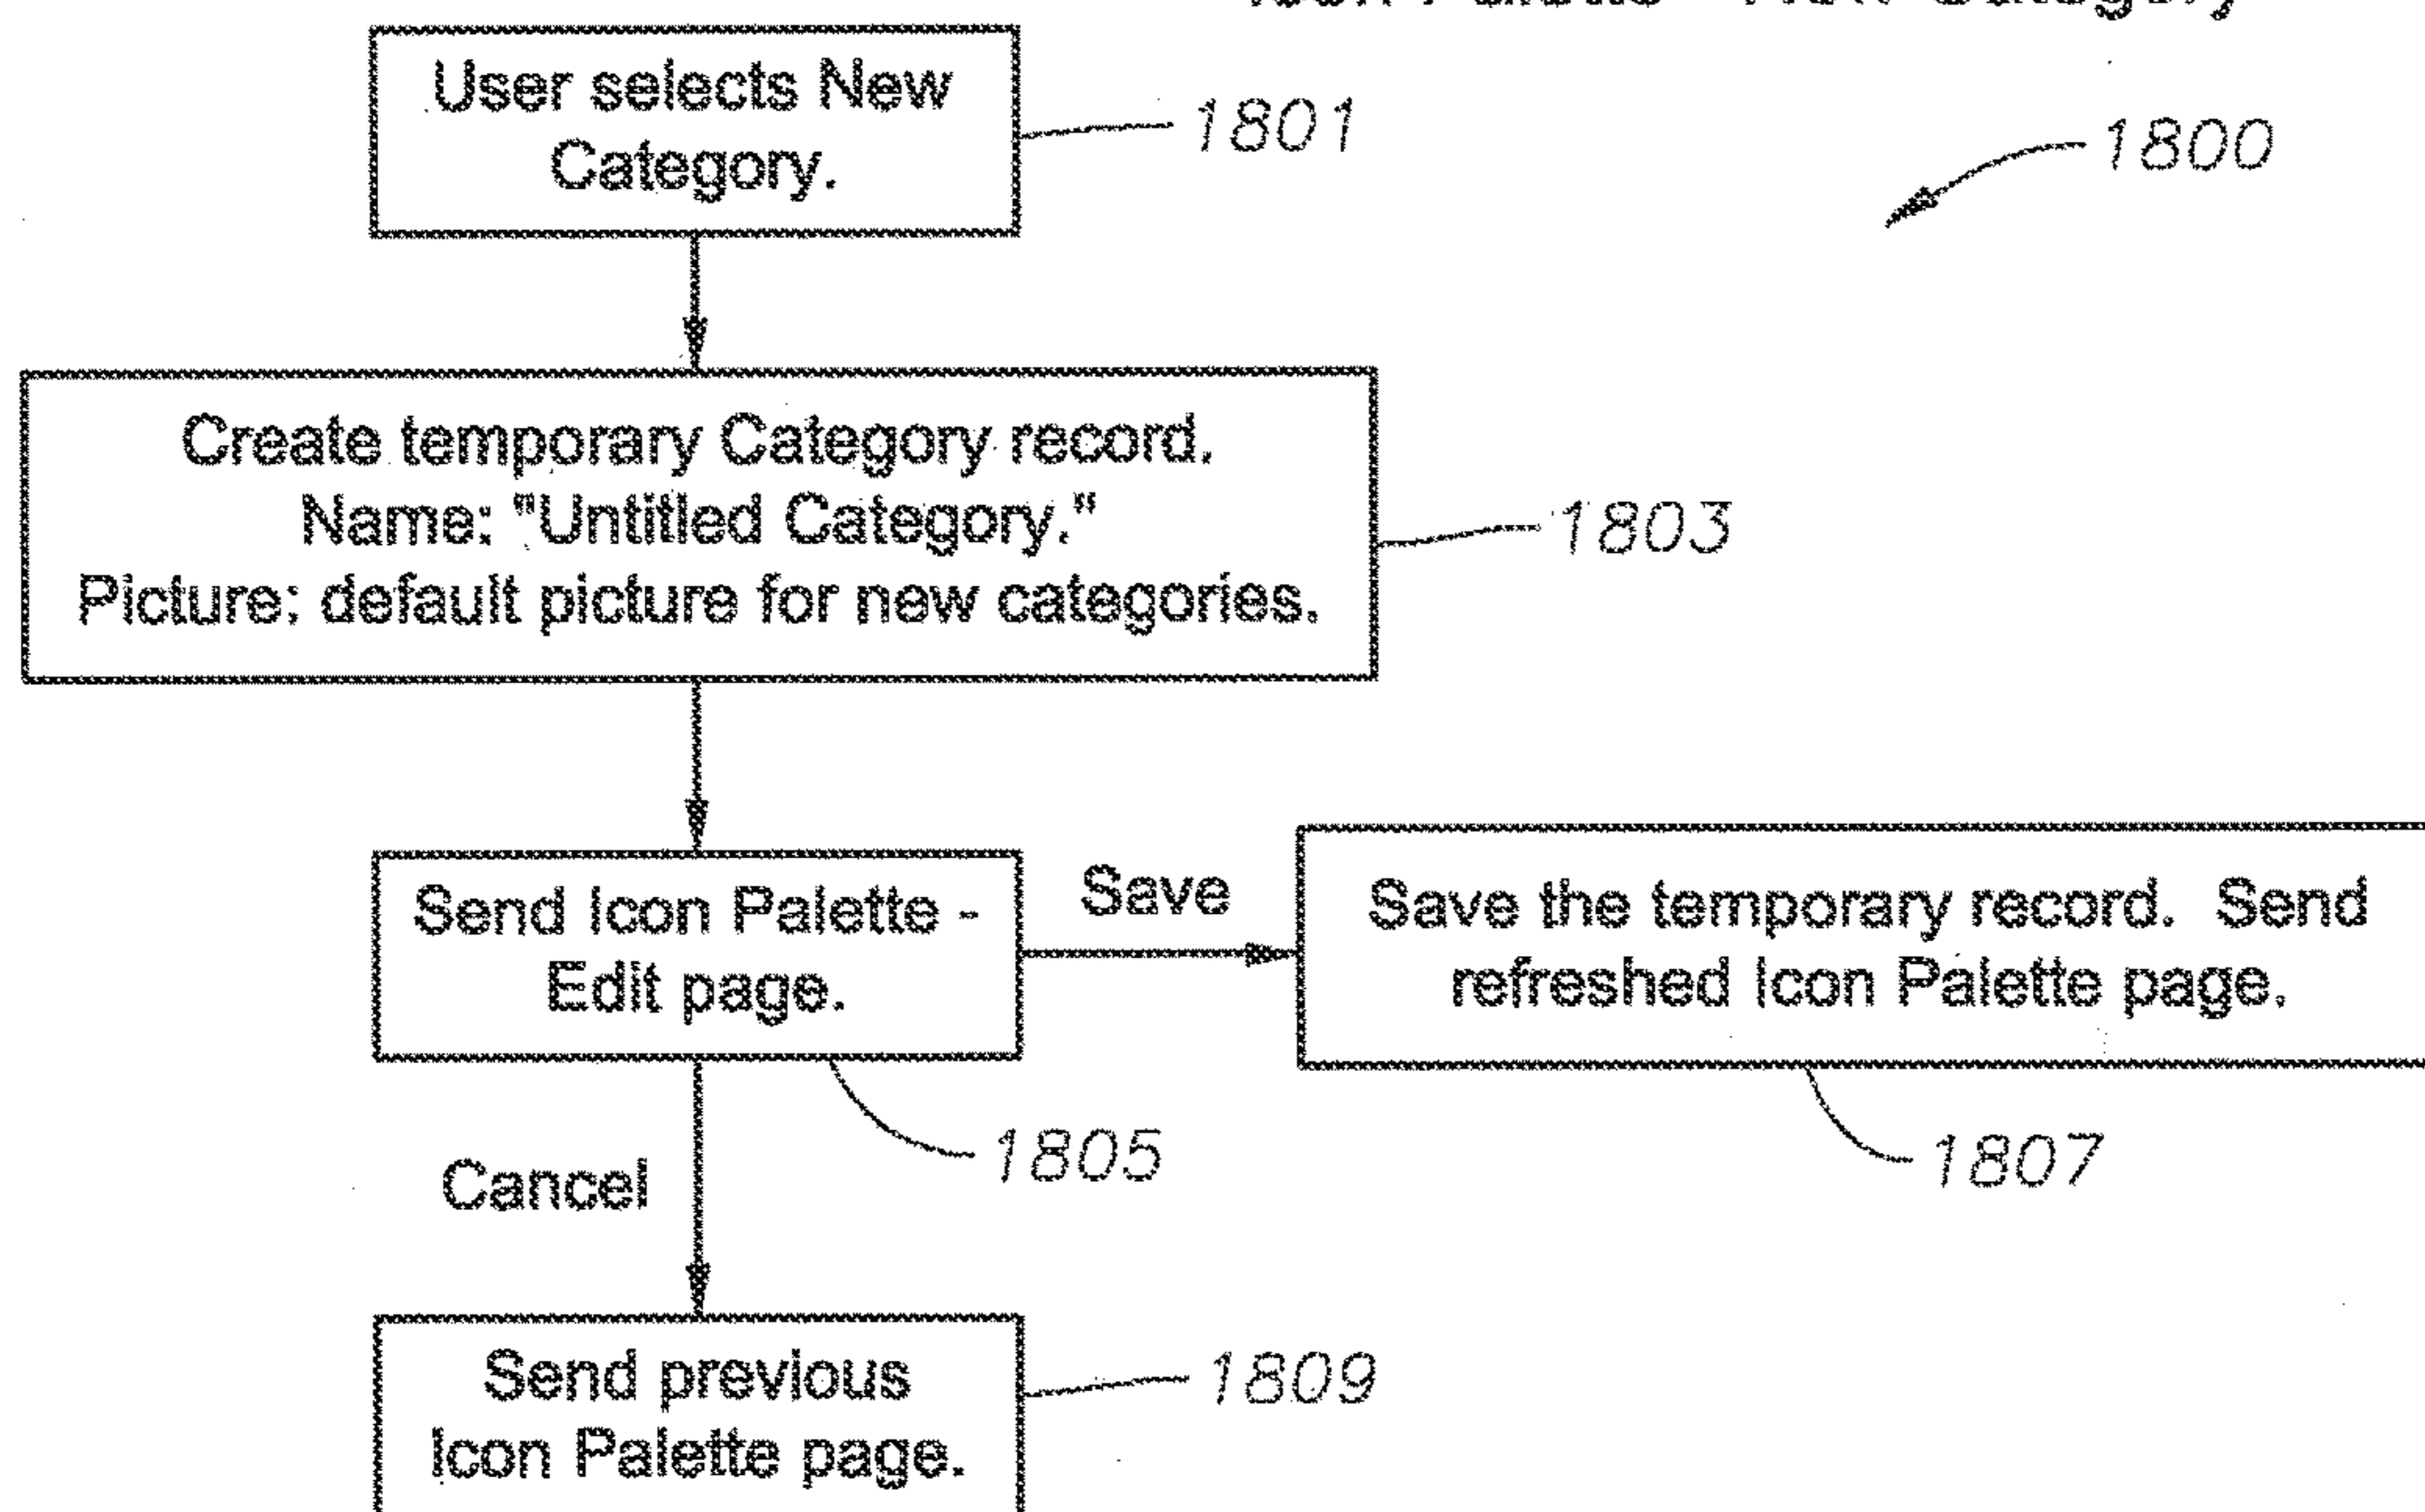 User selects New
Category.
1801
1800
Create temporary Category record.
Name: "Untitled Category."
Picture: default picture for new categories.
1803
Send Icon Palette -
Edit page.
Save
Save the temporary record. Send
refreshed Icon Palette page.
1805
1807
Cancel
Send previous
Icon Palette page.
1809